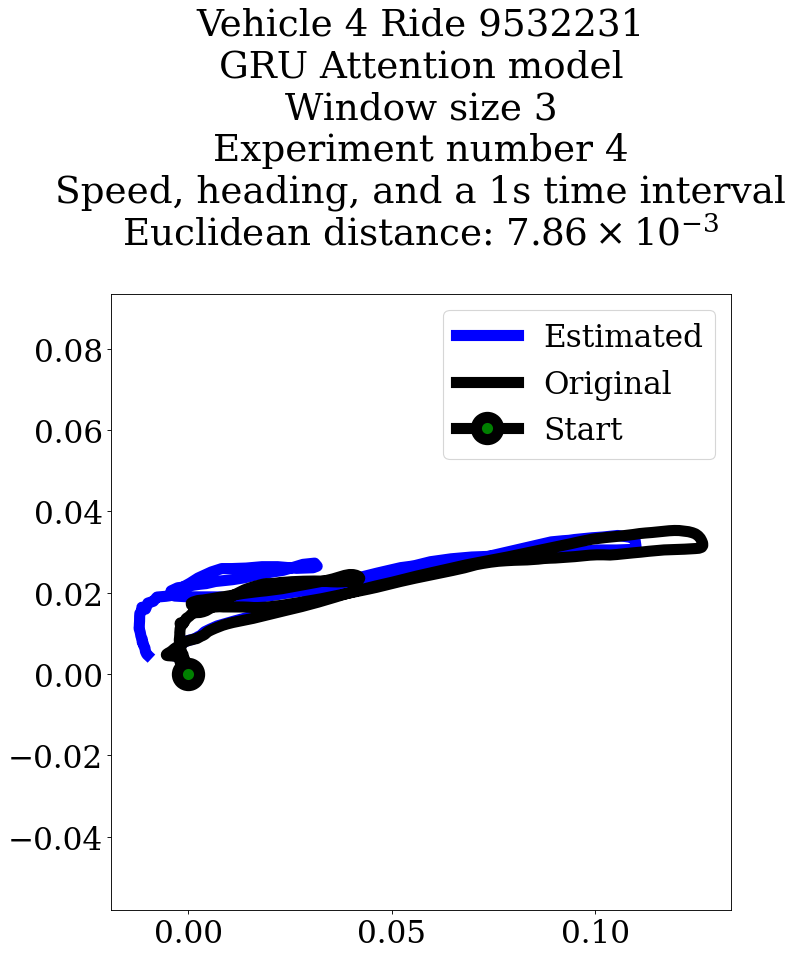 Vehicle 4 Ride 9532231
GRU Attention model
Window size 3
Experiment number 4
Speed, heading, and a 1s time interval
Euclidean distance: 7.86 × 10⁻³
Estimated
Original
Start
0.08
0.06
0.04
0.02
0.00
−0.02
−0.04
0.00 0.05 0.10